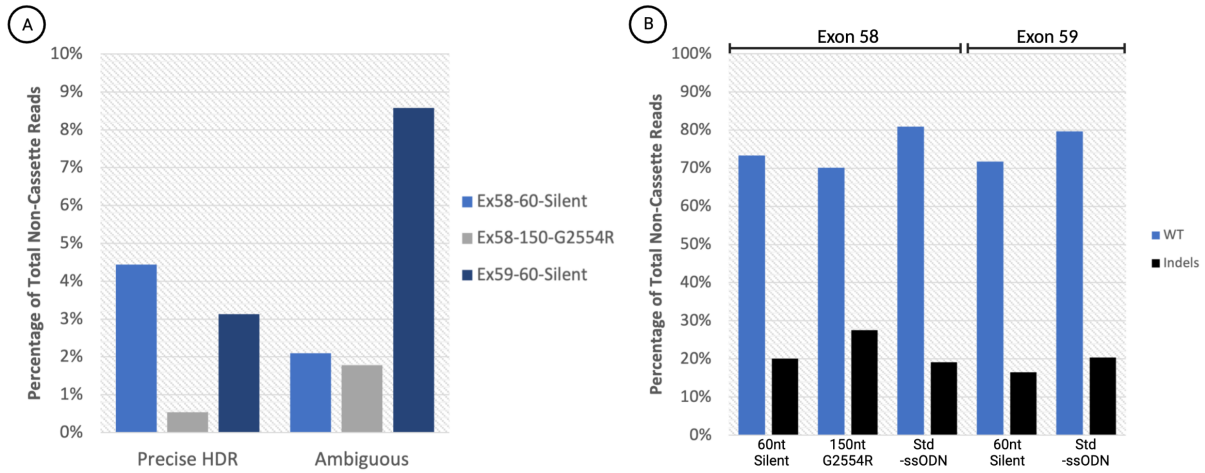 A
10%
9%
8%
7%
6%
5%
4%
3%
2%
1%
0%
Percentage of Total Non-Cassette Reads
Precise HDR
Ambiguous
Ex58-60-Silent
Ex58-150-G2554R
Ex59-60-Silent
B
Exon 58
Exon 59
100%
90%
80%
70%
60%
50%
40%
30%
20%
10%
0%
Percentage of Total Non-Cassette Reads
60nt
Silent
150nt
G2554R
Std
-ssODN
60nt
Silent
Std
-ssODN
WT
Indels